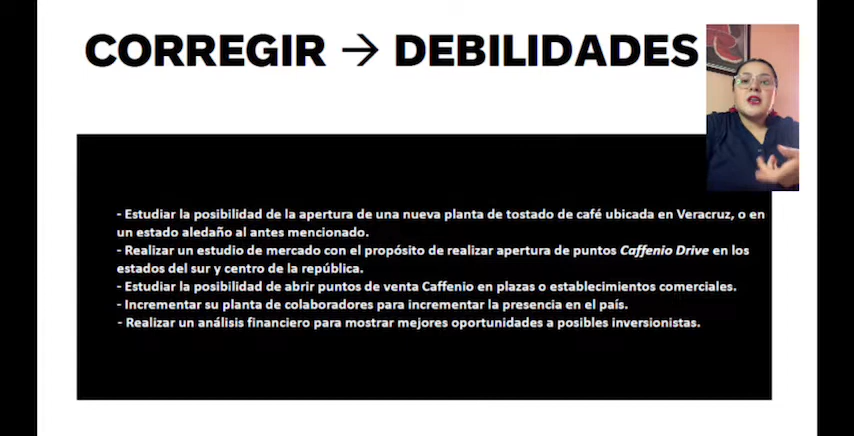 CORREGIR → DEBILIDADES
- Estudiar la posibilidad de la apertura de una nueva planta de tostado de café ubicada en Veracruz, o en
un estado aledaño al antes mencionado.
- Realizar un estudio de mercado con el propósito de realizar apertura de puntos Caffenio Drive en los
estados del sur y centro de la república.
- Estudiar la posibilidad de abrir puntos de venta Caffenio en plazas o establecimientos comerciales.
- Incrementar su planta de colaboradores para incrementar la presencia en el país.
- Realizar un análisis financiero para mostrar mejores oportunidades a posibles inversionistas.